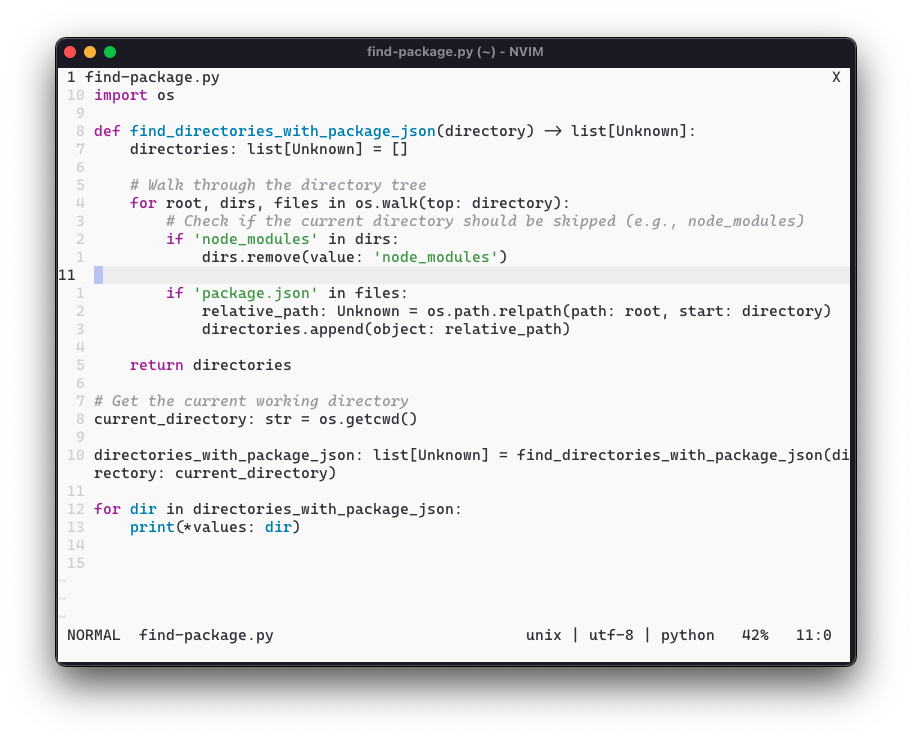 find-package.py (~) - NVIM
1 find-package.py X
10 import os
9
8 def find_directories_with_package_json(directory) -> list[Unknown]:
7     directories: list[Unknown] = []
6
5     # Walk through the directory tree
4     for root, dirs, files in os.walk(top: directory):
3         # Check if the current directory should be skipped (e.g., node_modules)
2         if 'node_modules' in dirs:
1             dirs.remove(value: 'node_modules')
11
1         if 'package.json' in files:
2             relative_path: Unknown = os.path.relpath(path: root, start: directory)
3             directories.append(object: relative_path)
4
5     return directories
6
7 # Get the current working directory
8 current_directory: str = os.getcwd()
9
10 directories_with_package_json: list[Unknown] = find_directories_with_package_json(di
rectory: current_directory)
11
12 for dir in directories_with_package_json:
13     print(*values: dir)
14
15
~
~
~
NORMAL find-package.py unix | utf-8 | python 42% 11:0